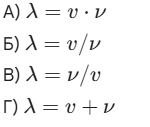 А) λ = v · ν
Б) λ = v/ν
В) λ = ν/v
Г) λ = v + ν